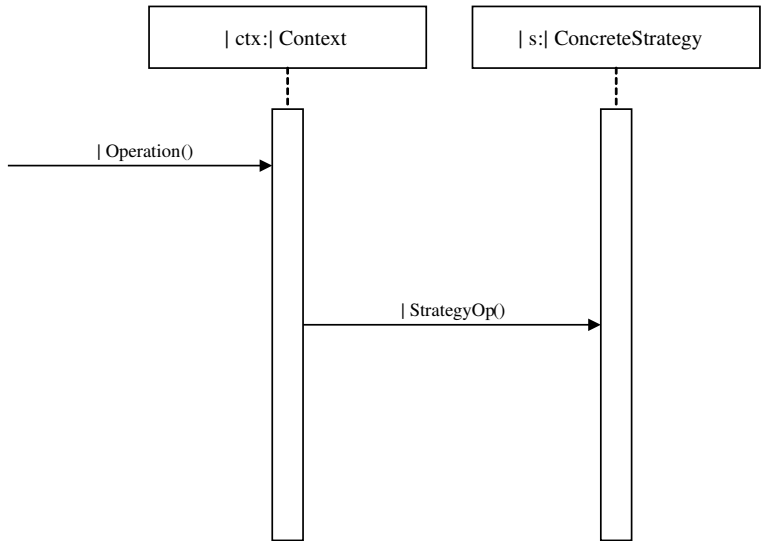 | ctx:| Context
| s:| ConcreteStrategy
| Operation()
| StrategyOp()